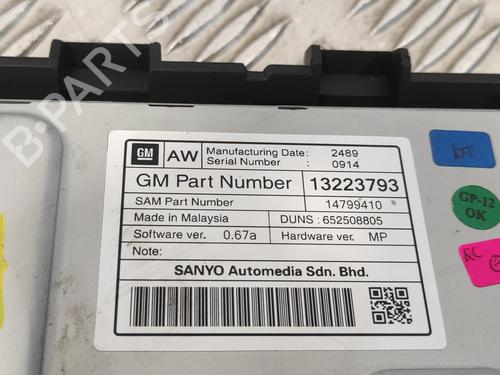 B-PARTS
GM AW Manufacturing Date: 2489
Serial Number : 0914
GM Part Number 13223793
SAM Part Number 14799410
Made in Malaysia DUNS : 652508805
Software ver. 0.67a Hardware ver. MP
Note:
SANYO Automedia Sdn. Bhd.
GP-12
OK